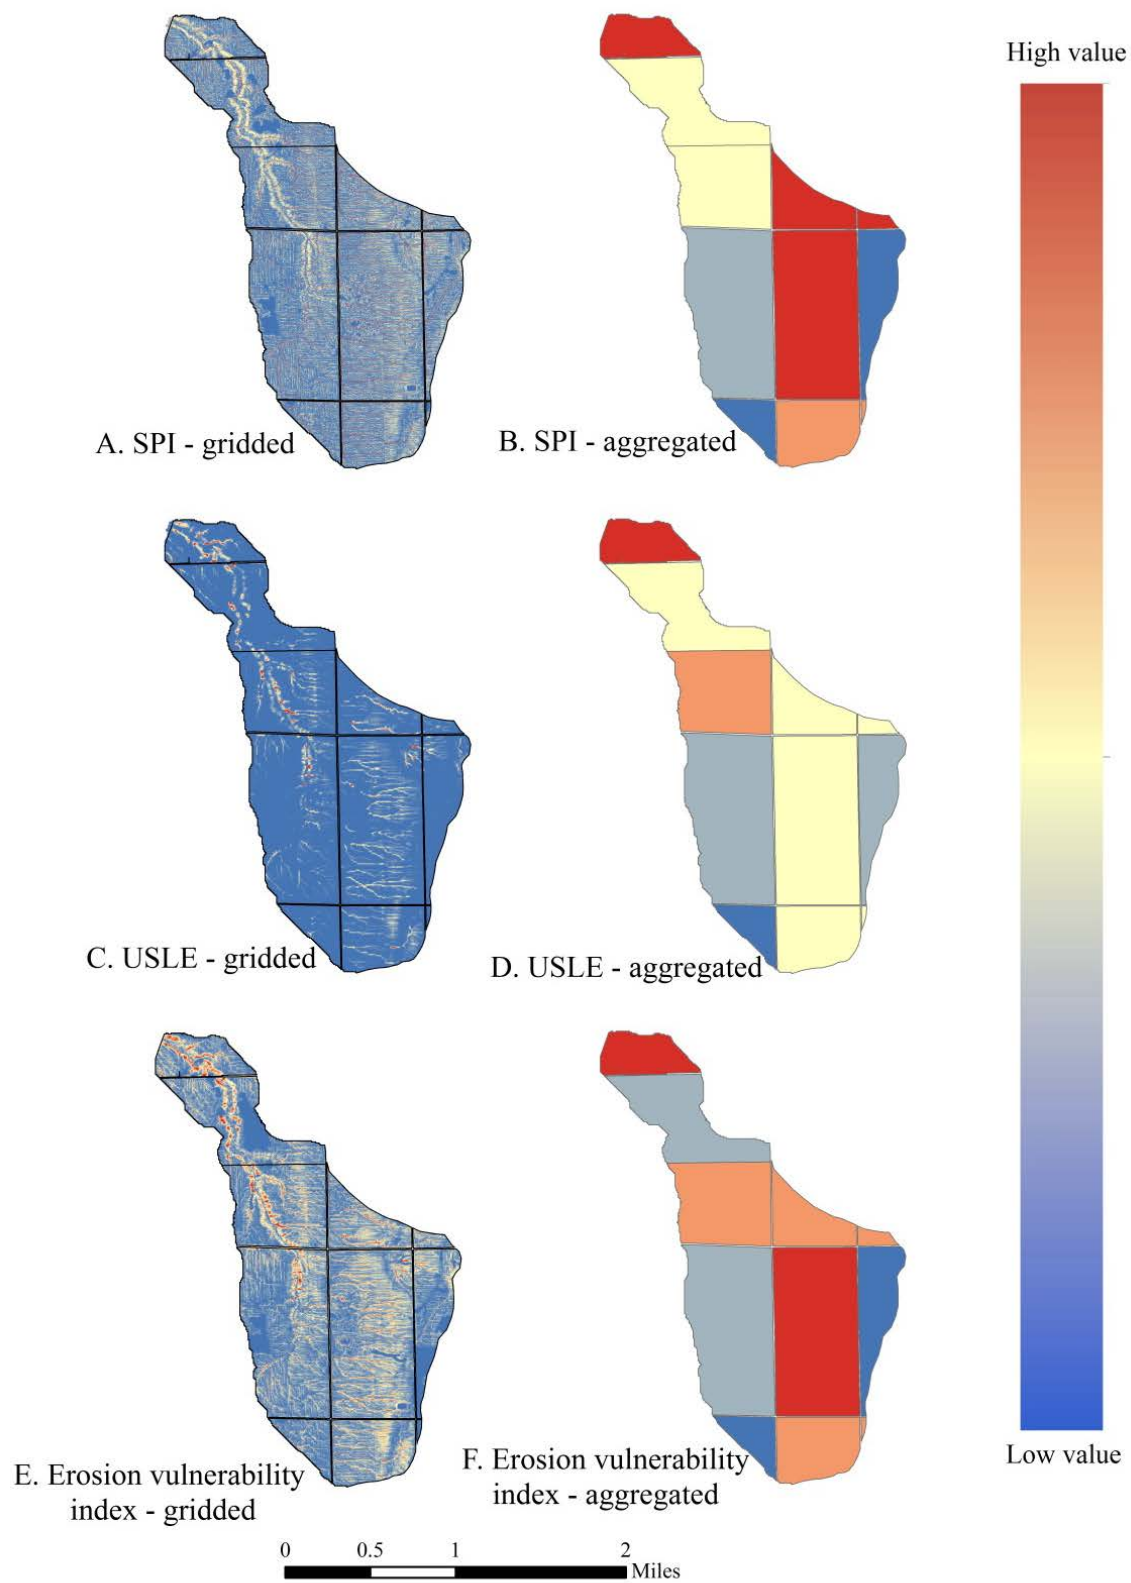 High value
A. SPI - gridded
B. SPI - aggregated
C. USLE - gridded
D. USLE - aggregated
Low value
E. Erosion vulnerability
index - gridded
F. Erosion vulnerability
index - aggregated
0 0.5 1 2
Miles